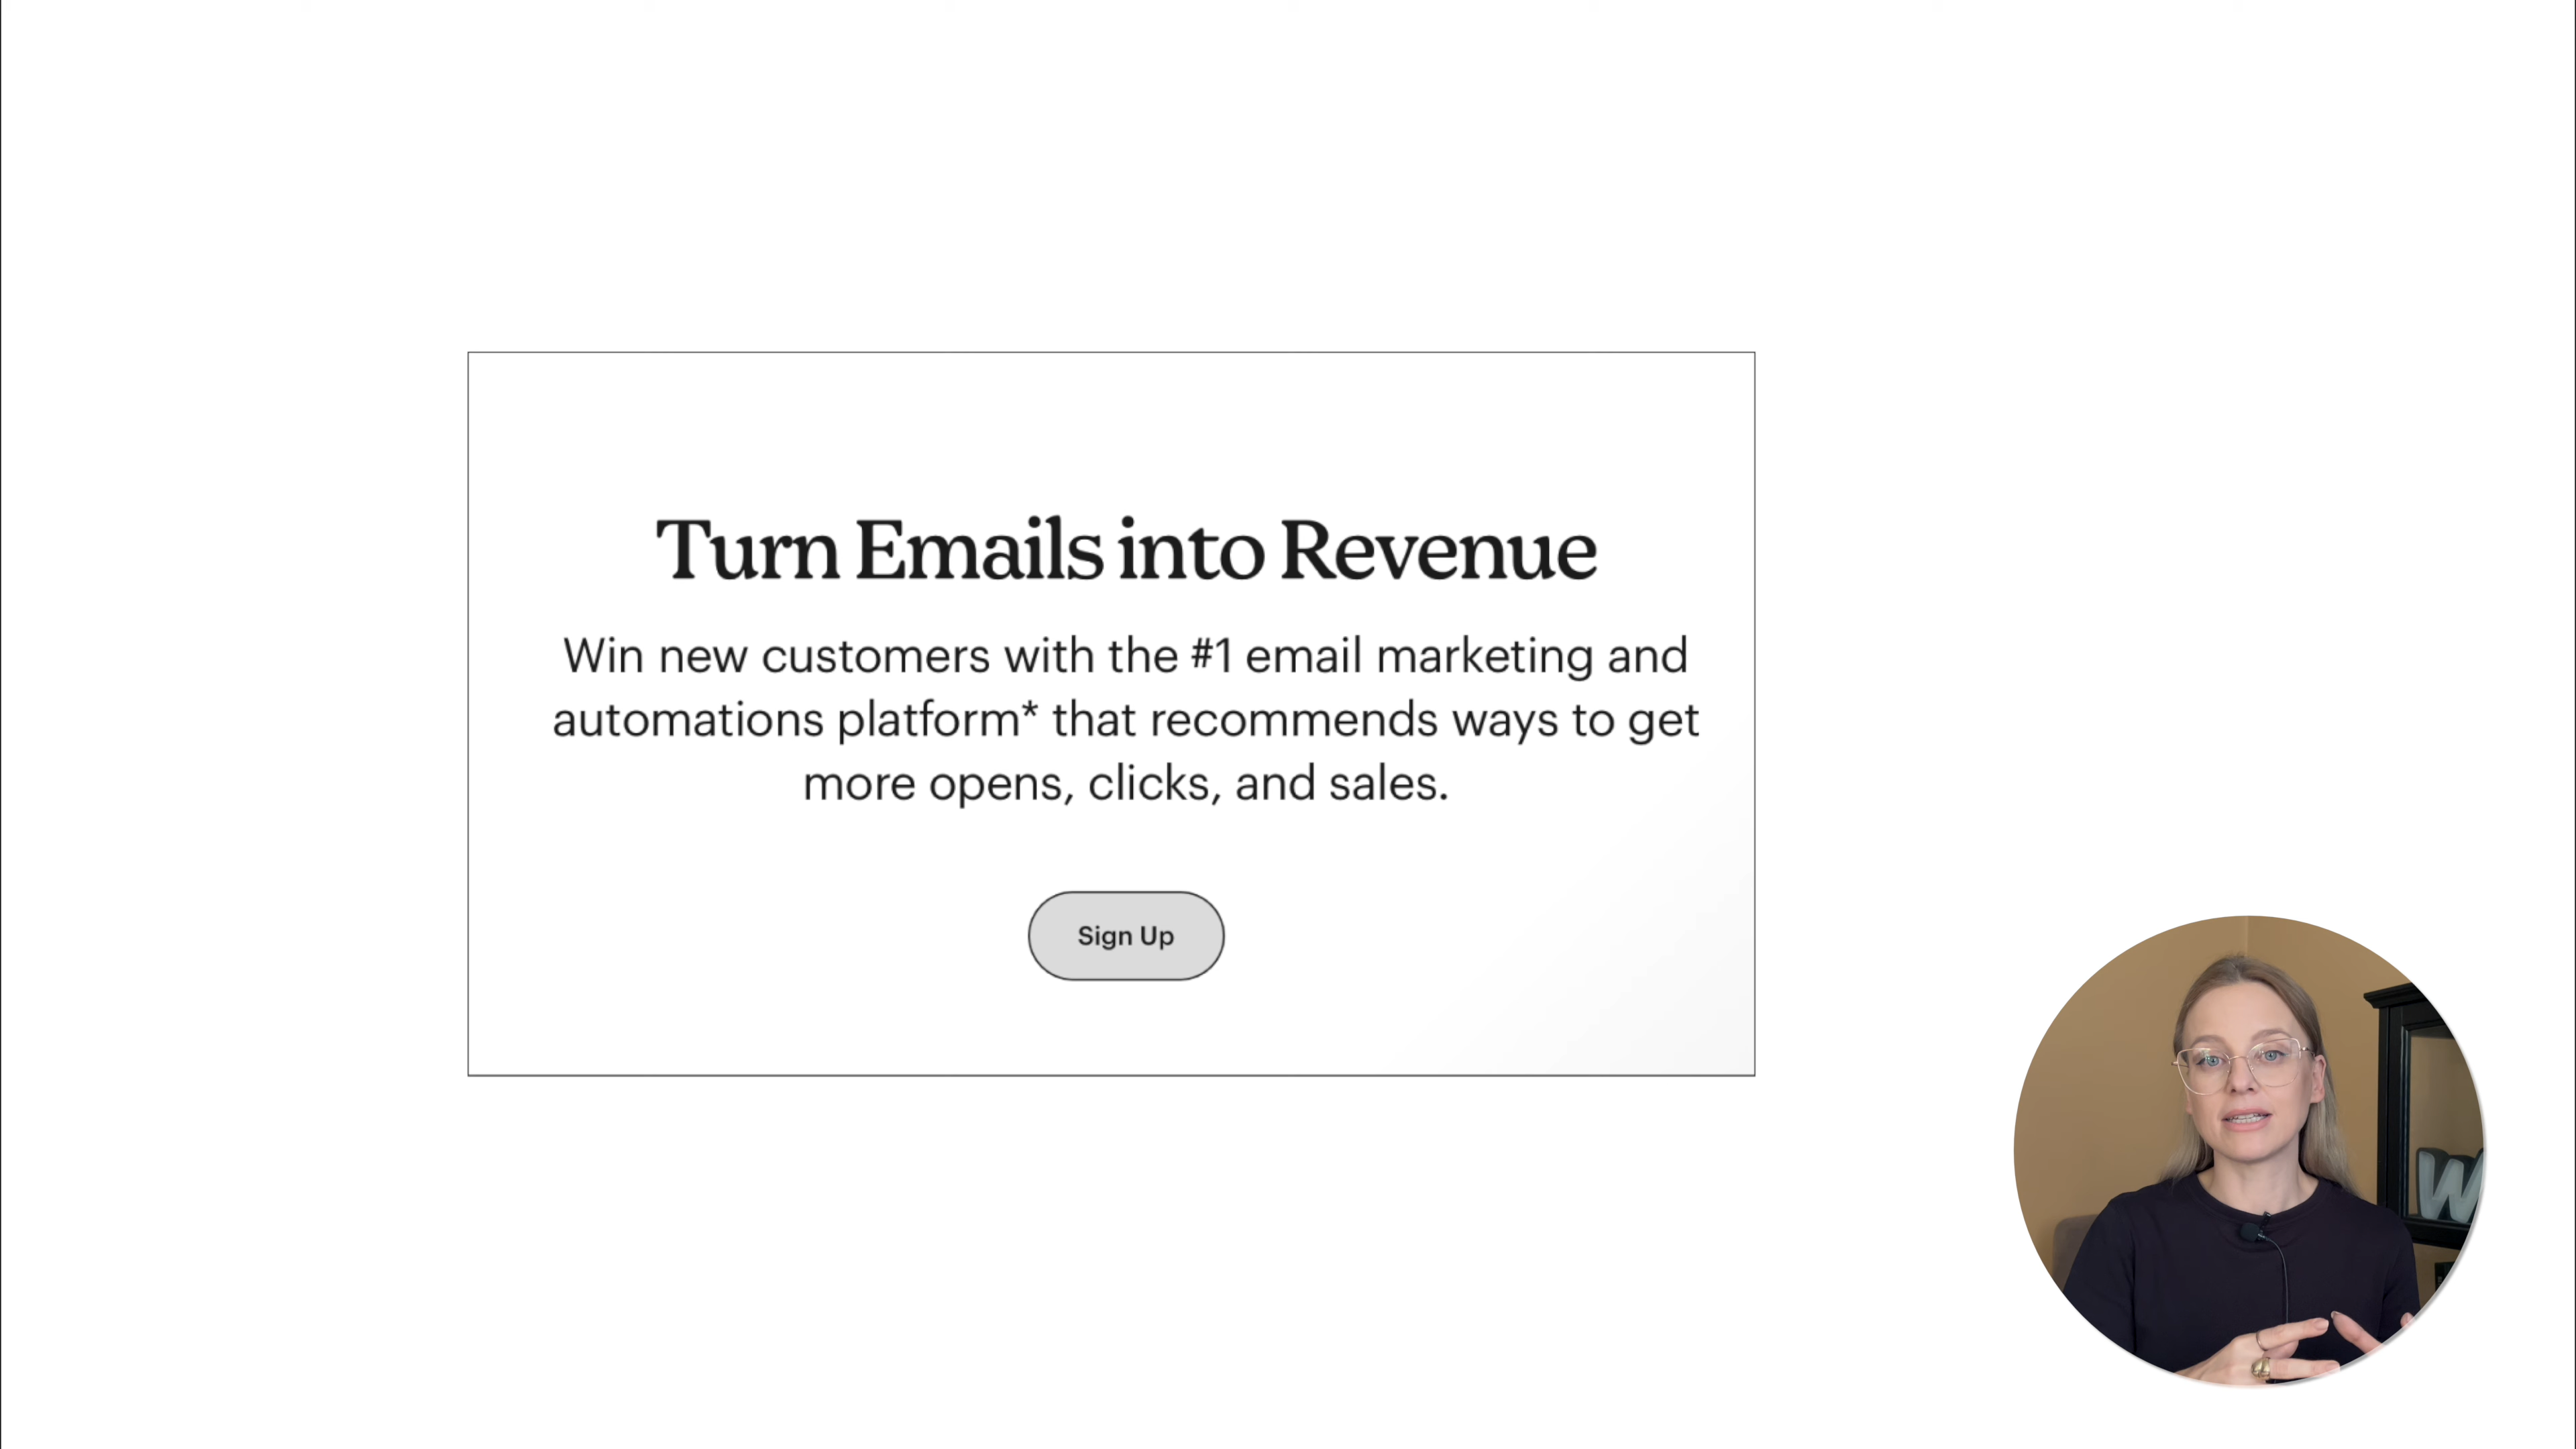 Turn Emails into Revenue
Win new customers with the #1 email marketing and
automations platform* that recommends ways to get
more opens, clicks, and sales.
Sign Up
W